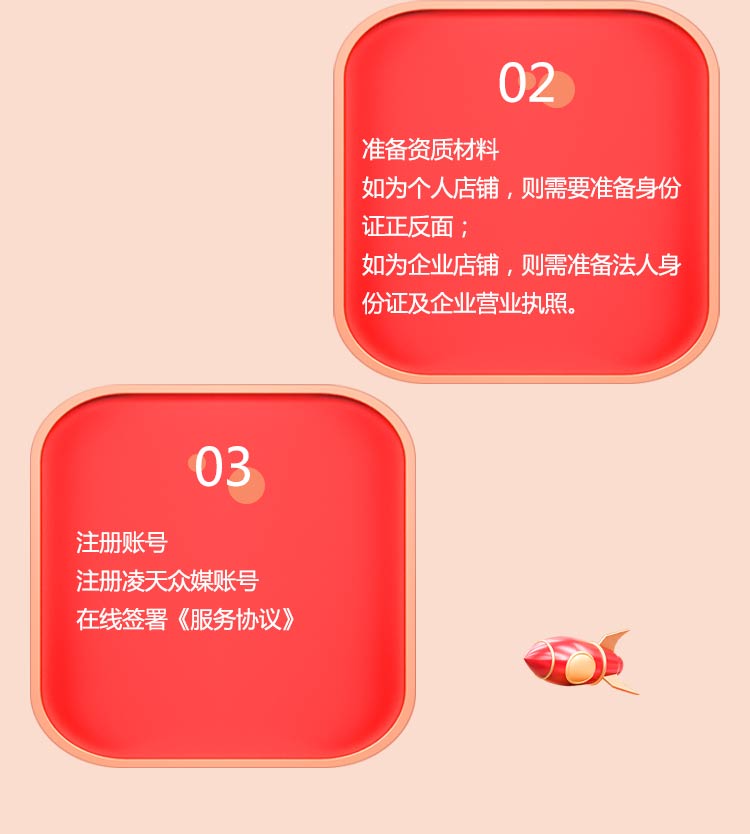 02
准备资质材料
如为个人店铺，则需要准备身份
证正反面；
如为企业店铺，则需准备法人身
份证及企业营业执照。
03
注册账号
注册凌天众媒账号
在线签署《服务协议》